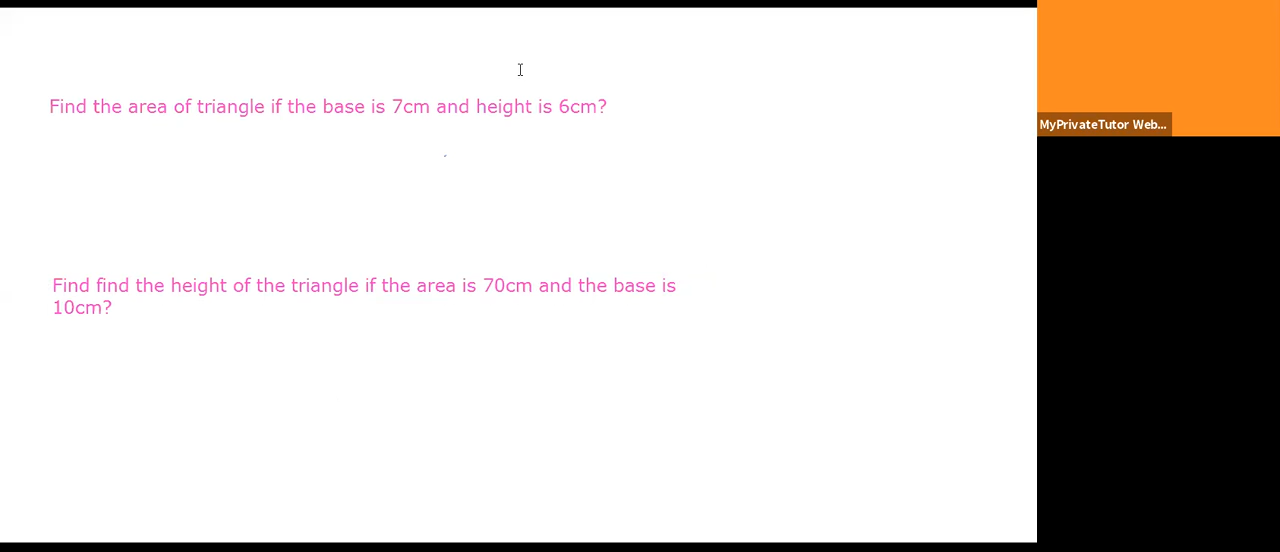 Find the area of triangle if the base is 7cm and height is 6cm?
MyPrivateTutor Web...
Find find the height of the triangle if the area is 70cm and the base is
10cm?